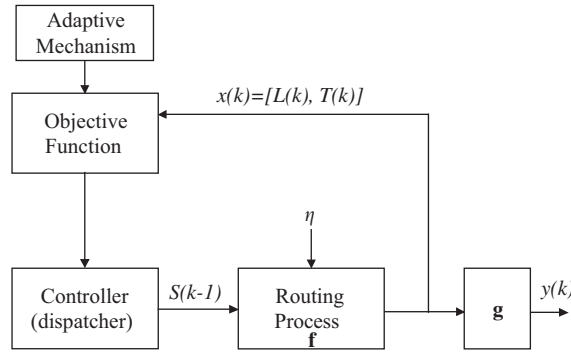 Adaptive
Mechanism
x(k)=[L(k), T(k)]
Objective
Function
η
Controller
(dispatcher)
S(k-1)
Routing
Process
f
g
y(k)